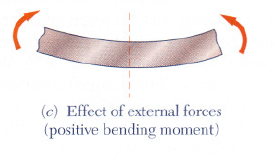 (c) Effect of external forces
(positive bending moment)